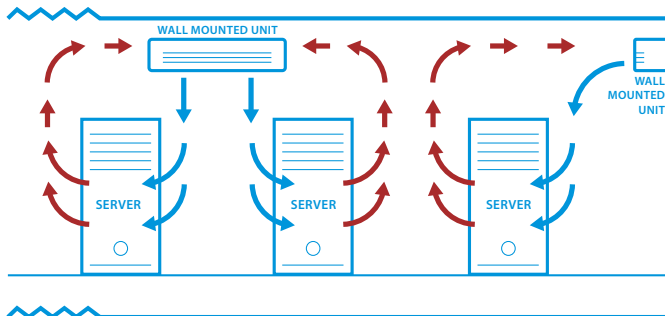 WALL MOUNTED UNIT
WALL
MOUNTED
UNIT
SERVER
SERVER
SERVER